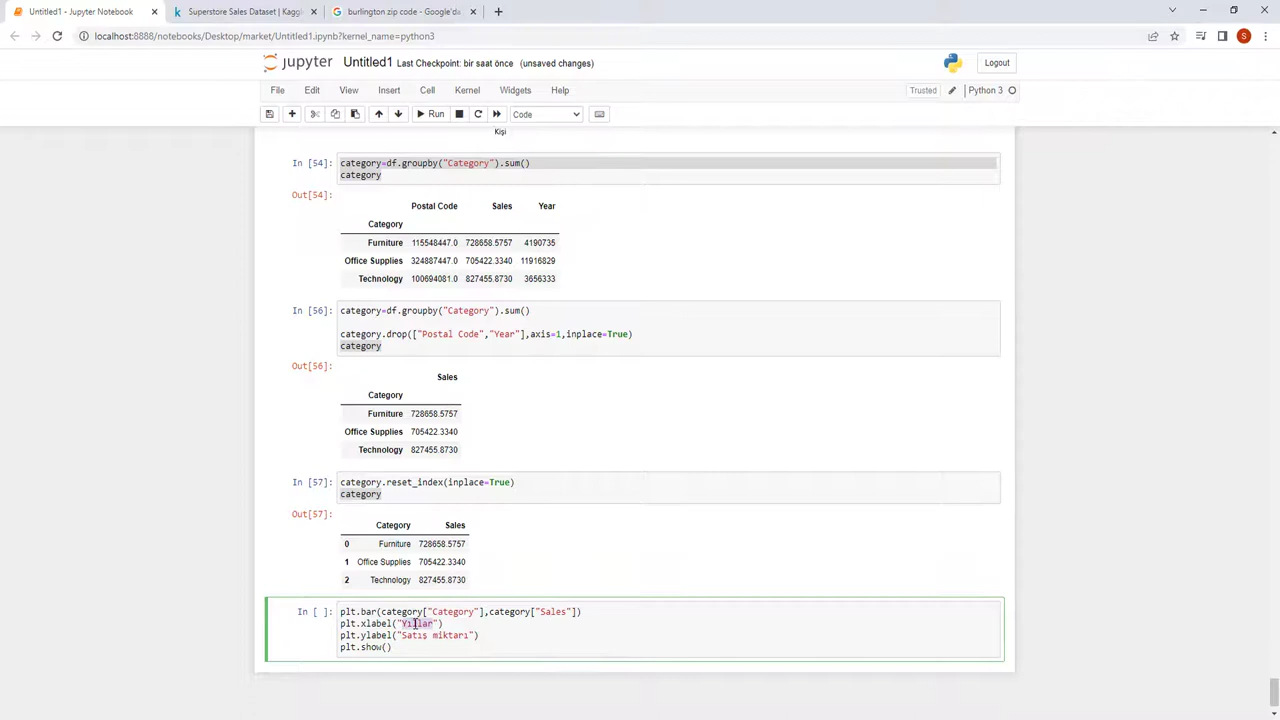 Untitled1 - Jupyter Notebook
Superstore Sales Dataset | Kaggl
burlington zip code - Google'da
localhost:8888/notebooks/Desktop/market/Untitled1.ipynb?kernel_name=python3
S
jupyter Untitled1 Last Checkpoint: bir saat önce (unsaved changes)
Logout
File Edit View Insert Cell Kernel Widgets Help
Trusted
Python 3
Run
Code
Kişi
In [54]: category=df.groupby("Category").sum()
category
Out[54]:
Postal Code Sales Year
Category
Furniture 115548447.0 728658.5757 4190735
Office Supplies 324887447.0 705422.3340 11916829
Technology 100694081.0 827455.8730 3656333
In [56]: category=df.groupby("Category").sum()
category.drop(["Postal Code","Year"],axis=1,inplace=True)
category
Out[56]:
Sales
Category
Furniture 728658.5757
Office Supplies 705422.3340
Technology 827455.8730
In [57]: category.reset_index(inplace=True)
category
Out[57]:
Category Sales
0 Furniture 728658.5757
1 Office Supplies 705422.3340
2 Technology 827455.8730
In [ ]: plt.bar(category["Category"],category["Sales"])
plt.xlabel("Yıllar")
plt.ylabel("Satış miktarı")
plt.show()